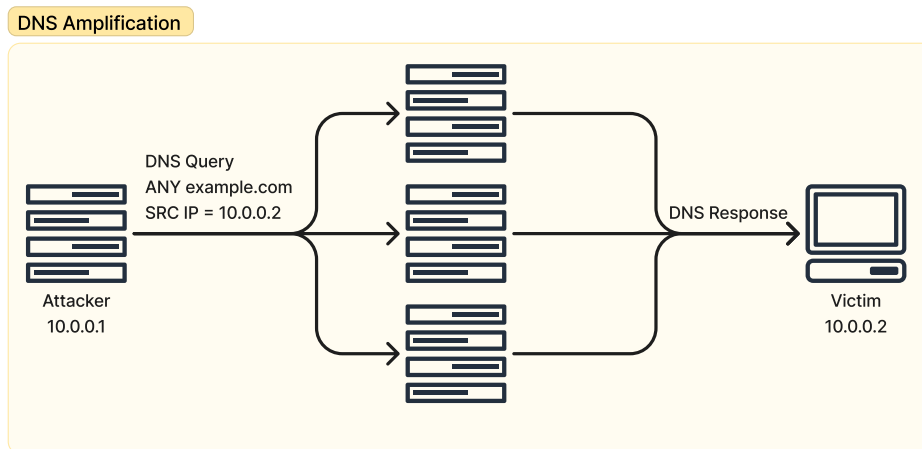 DNS Amplification
DNS Query
ANY example.com
SRC IP = 10.0.0.2
DNS Response
Attacker
10.0.0.1
Victim
10.0.0.2